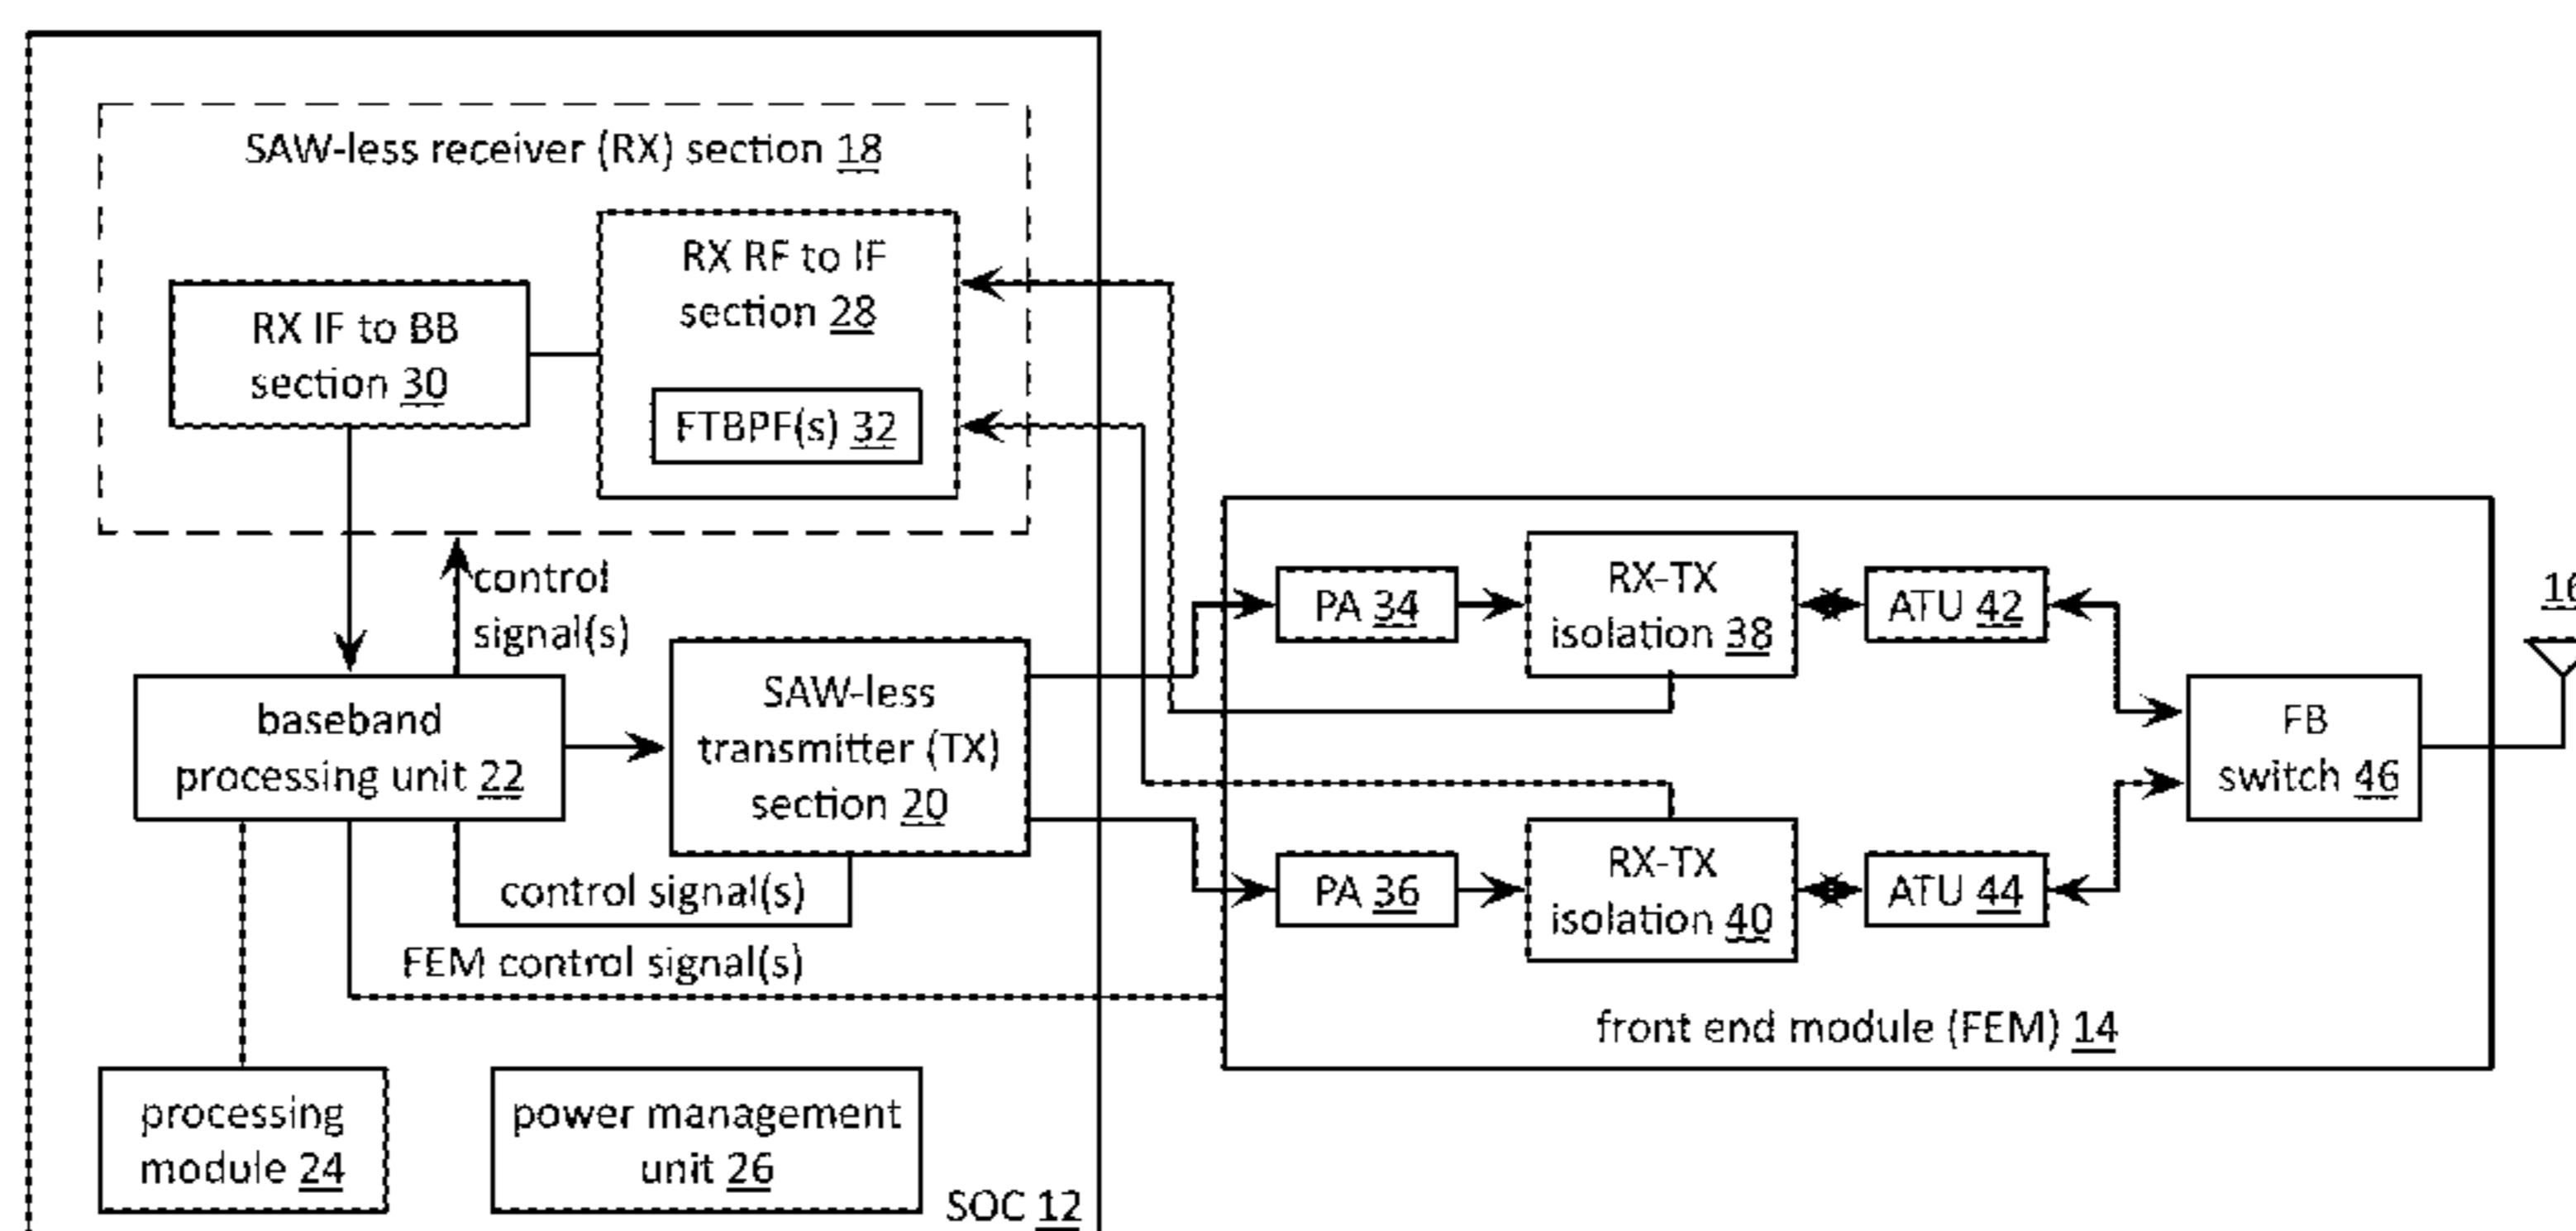 SAW-less receiver (RX) section 18
RX RF to IF
section 28
RX IF to BB
section 30
FTBPF(s) 32
control
signal(s)
baseband
processing unit 22
SAW-less
transmitter (TX)
section 20
control signal(s)
FEM control signal(s)
processing
module 24
power management
unit 26
SOC 12
PA 34
RX-TX
isolation 38
ATU 42
16
FB
switch 46
PA 36
RX-TX
isolation 40
ATU 44
front end module (FEM) 14